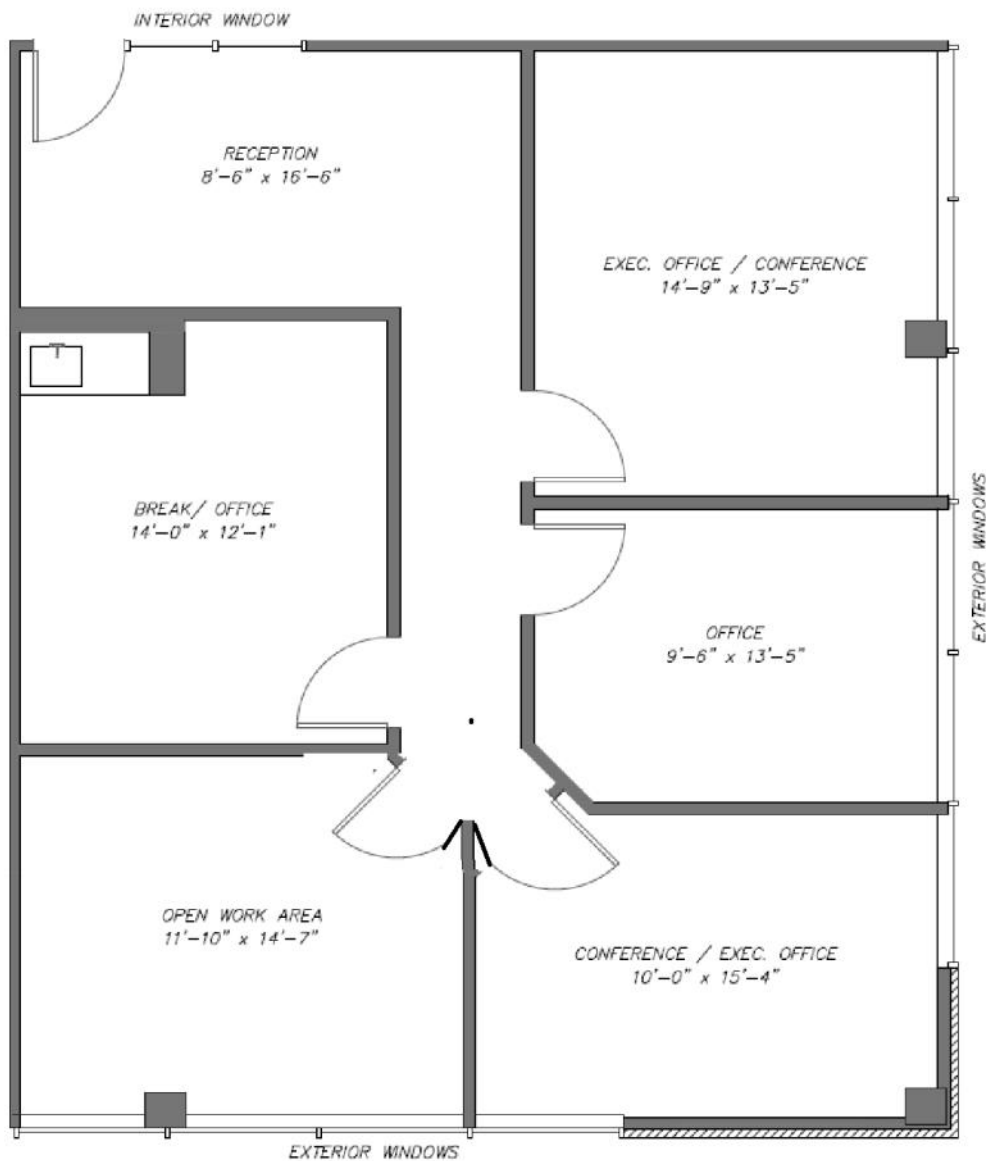 INTERIOR WINDOW
RECEPTION
8'-6" x 16'-6"
EXEC. OFFICE / CONFERENCE
14'-9" x 13'-5"
BREAK/ OFFICE
14'-0" x 12'-1"
EXTERIOR WINDOWS
OFFICE
9'-6" x 13'-5"
OPEN WORK AREA
11'-10" x 14'-7"
CONFERENCE / EXEC. OFFICE
10'-0" x 15'-4"
EXTERIOR WINDOWS